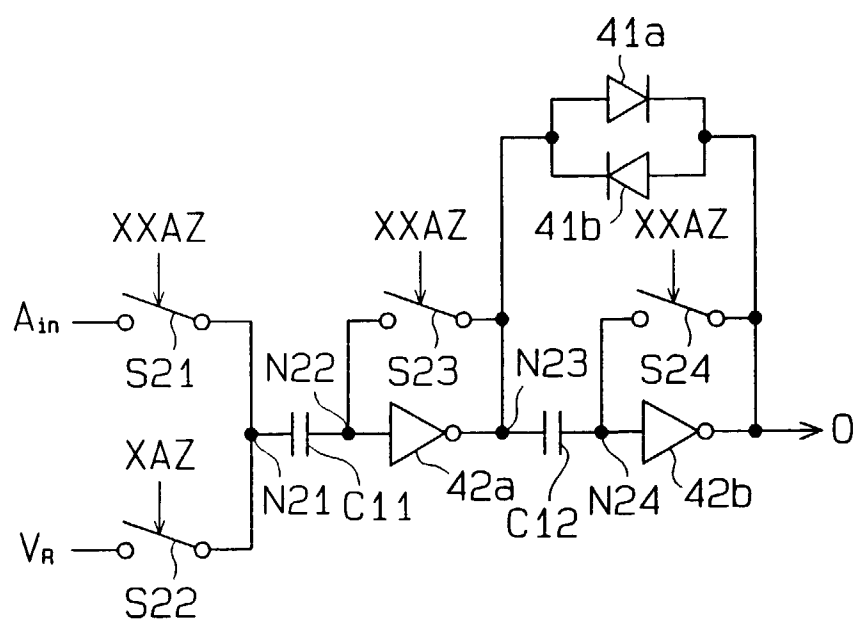 41a
41b
XXAZ
XXAZ
XXAZ
Ain
S21
S23
S24
N22
N23
XAZ
N21
C11
42a
C12
N24
42b
O
VR
S22